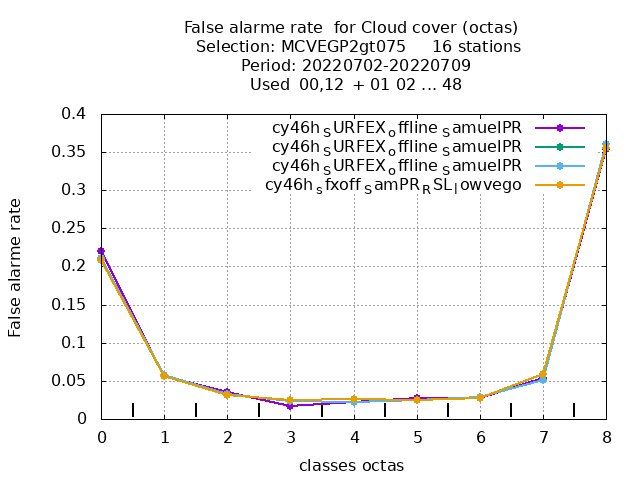 False alarme rate  for Cloud cover (octas)
Selection: MCVEGP2gt075     16 stations
Period: 20220702-20220709
Used  00,12  + 01 02 ... 48
cy46h_SURFEX_offline_SamuelPR
cy46h_SURFEX_offline_SamuelPR
cy46h_SURFEX_offline_SamuelPR
cy46h_sfxoff_SamPR_RSL_lowvego
0.4
0.35
0.3
0.25
0.2
0.15
0.1
0.05
0
False alarme rate
0 1 2 3 4 5 6 7 8
classes octas